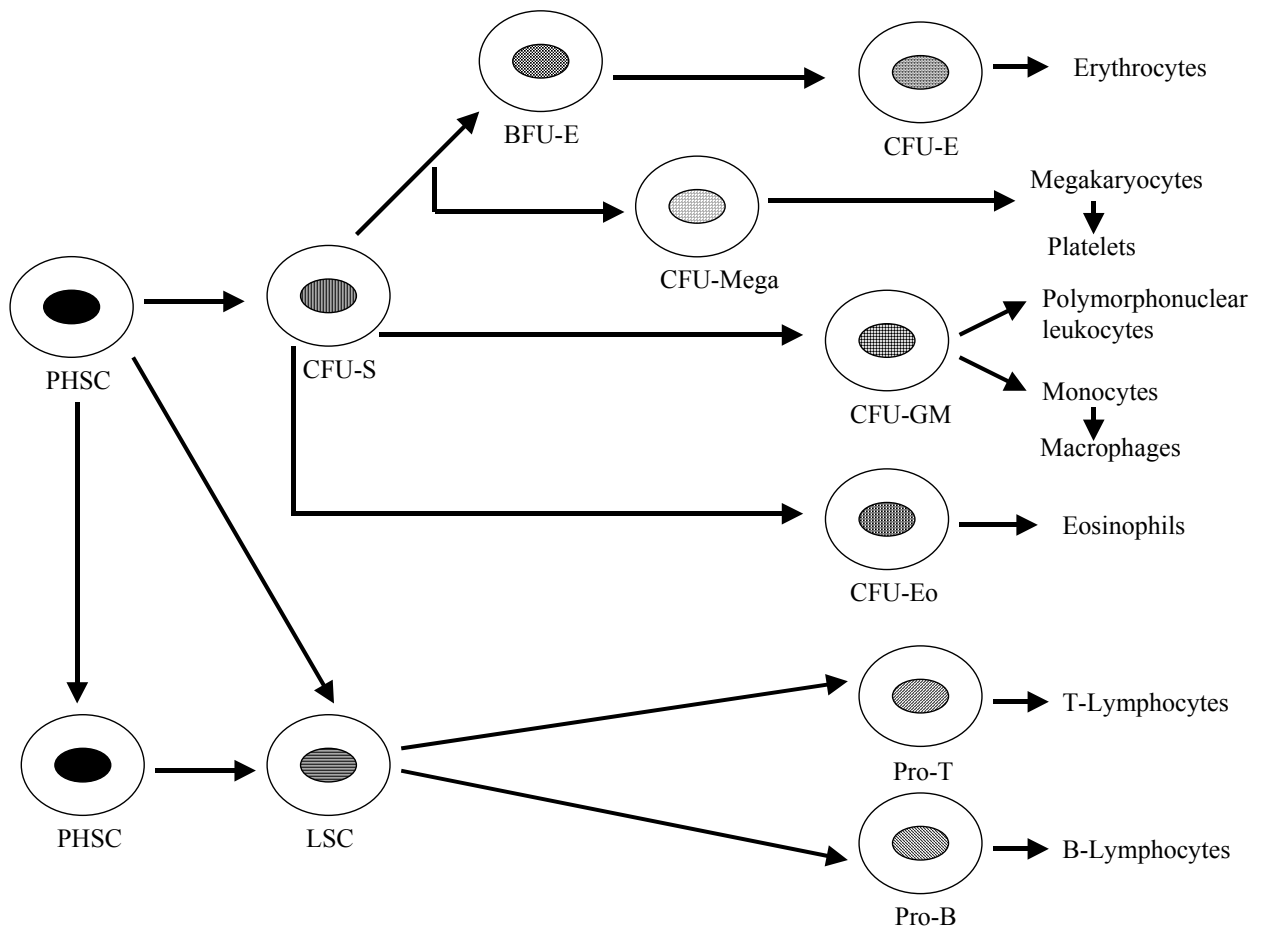 BFU-E
CFU-E
Erythrocytes
CFU-Mega
Megakaryocytes
Platelets
PHSC
CFU-S
CFU-GM
Polymorphonuclear
leukocytes
Monocytes
Macrophages
CFU-Eo
Eosinophils
PHSC
LSC
Pro-T
T-Lymphocytes
Pro-B
B-Lymphocytes